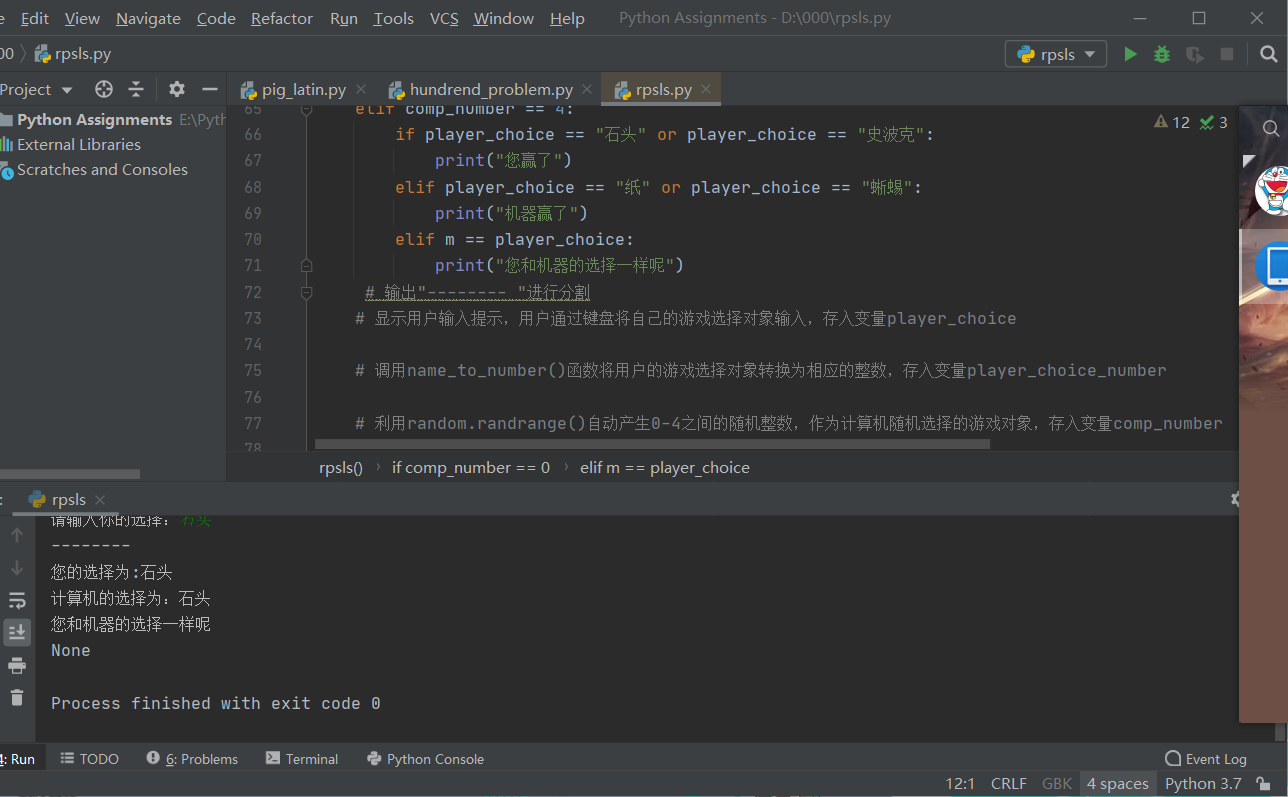 Edit View Navigate Code Refactor Run Tools VCS Window Help Python Assignments - D:\000\rpsls.py
00 rpsls.py rpsls
Project pig_latin.py hundrend_problem.py rpsls.py
Python Assignments E:\Pyth
External Libraries
Scratches and Consoles
12 3
65 elif comp_number == 4:
66 if player_choice == "石头" or player_choice == "史波克":
67 print("您赢了")
68 elif player_choice == "纸" or player_choice == "蜥蜴":
69 print("机器赢了")
70 elif m == player_choice:
71 print("您和机器的选择一样呢")
72 # 输出"-------- "进行分割
73 # 显示用户输入提示，用户通过键盘将自己的游戏选择对象输入，存入变量player_choice
74
75 # 调用name_to_number()函数将用户的游戏选择对象转换为相应的整数，存入变量player_choice_number
76
77 # 利用random.randrange()自动产生0-4之间的随机整数，作为计算机随机选择的游戏对象，存入变量comp_number
78
rpsls() if comp_number == 0 elif m == player_choice
: rpsls
请输入你的选择：石头
--------
您的选择为:石头
计算机的选择为：石头
您和机器的选择一样呢
None
Process finished with exit code 0
4: Run TODO 6: Problems Terminal Python Console Event Log
12:1 CRLF GBK 4 spaces Python 3.7